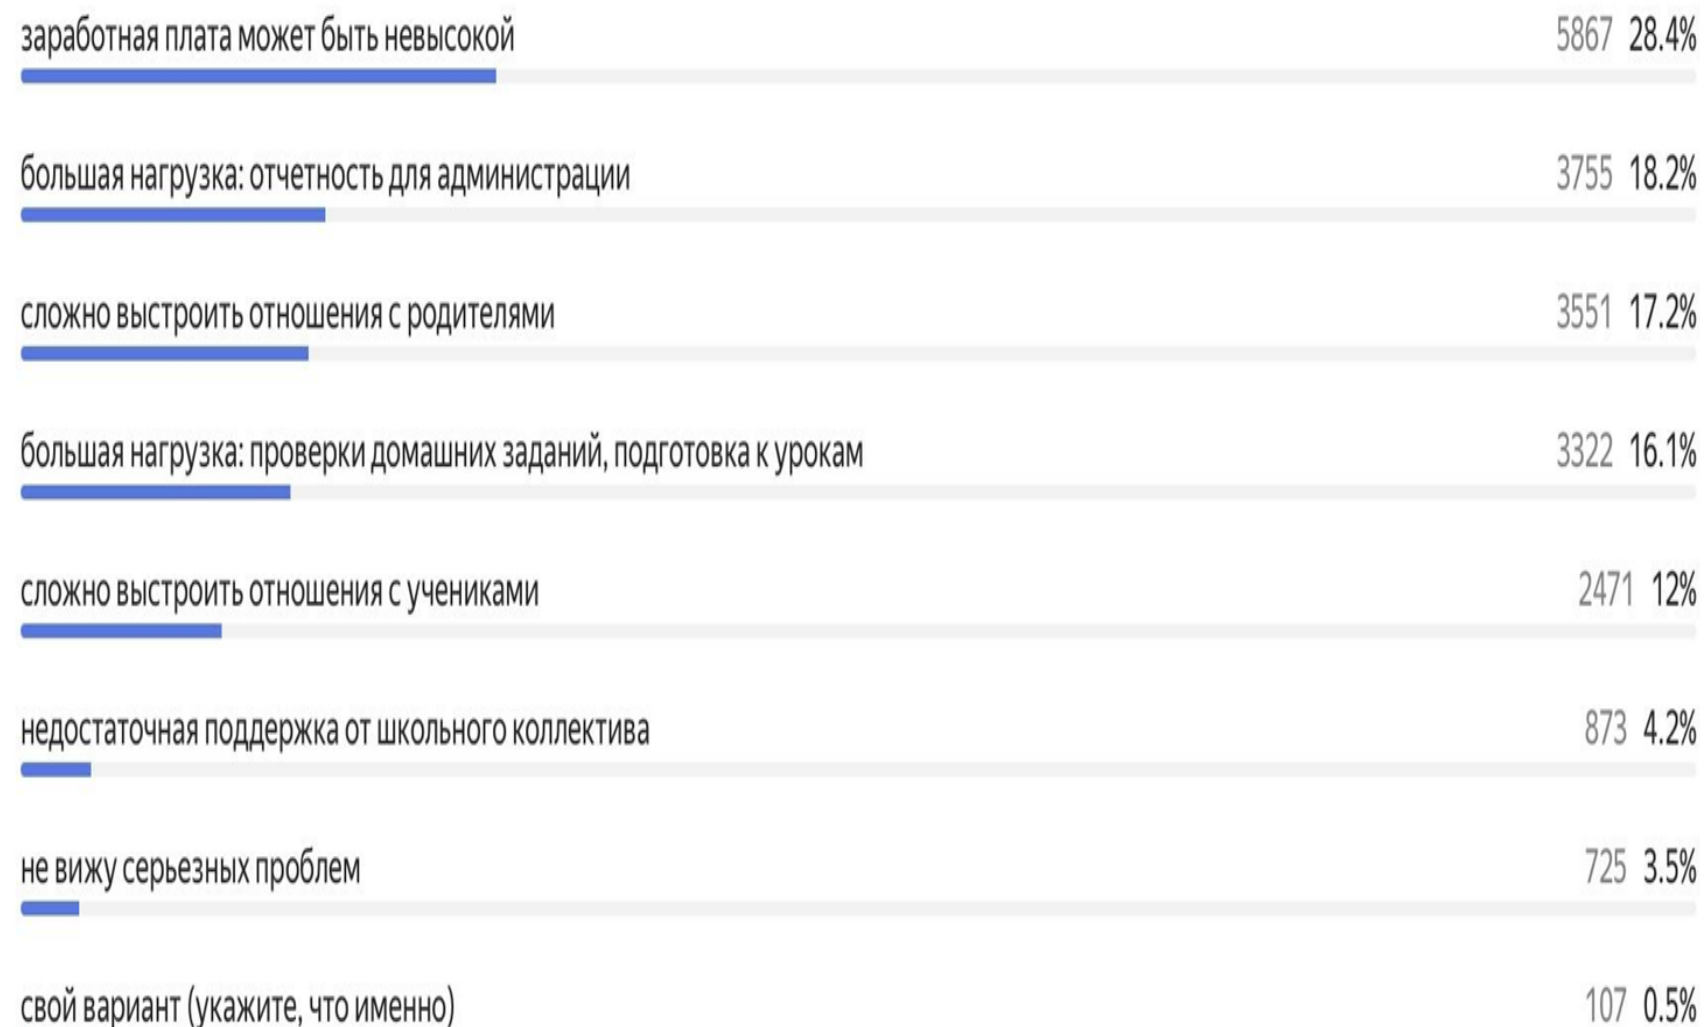 заработная плата может быть невысокой 5867 28.4%
большая нагрузка: отчетность для администрации 3755 18.2%
сложно выстроить отношения с родителями 3551 17.2%
большая нагрузка: проверки домашних заданий, подготовка к урокам 3322 16.1%
сложно выстроить отношения с учениками 2471 12%
недостаточная поддержка от школьного коллектива 873 4.2%
не вижу серьезных проблем 725 3.5%
свой вариант (укажите, что именно) 107 0.5%